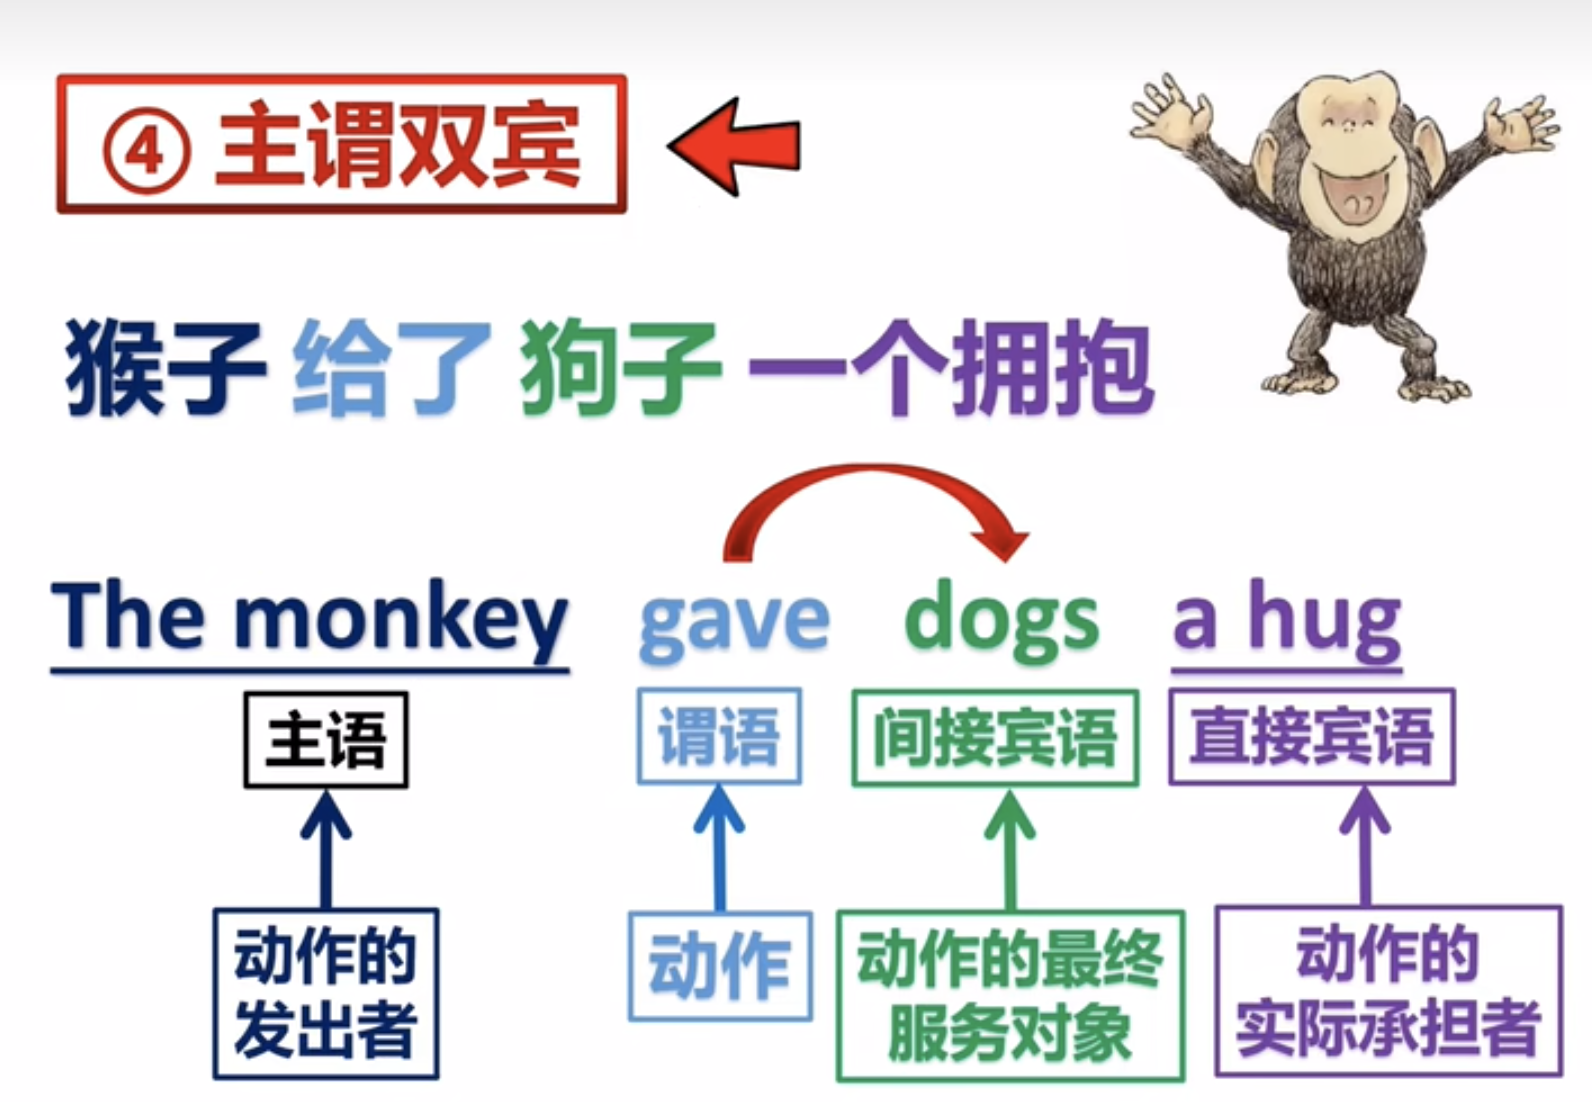 ④ 主谓双宾
猴子 给了 狗子 一个拥抱
The monkey gave dogs a hug
主语 谓语 间接宾语 直接宾语
动作的
发出者
动作
动作的最终
服务对象
动作的
实际承担者